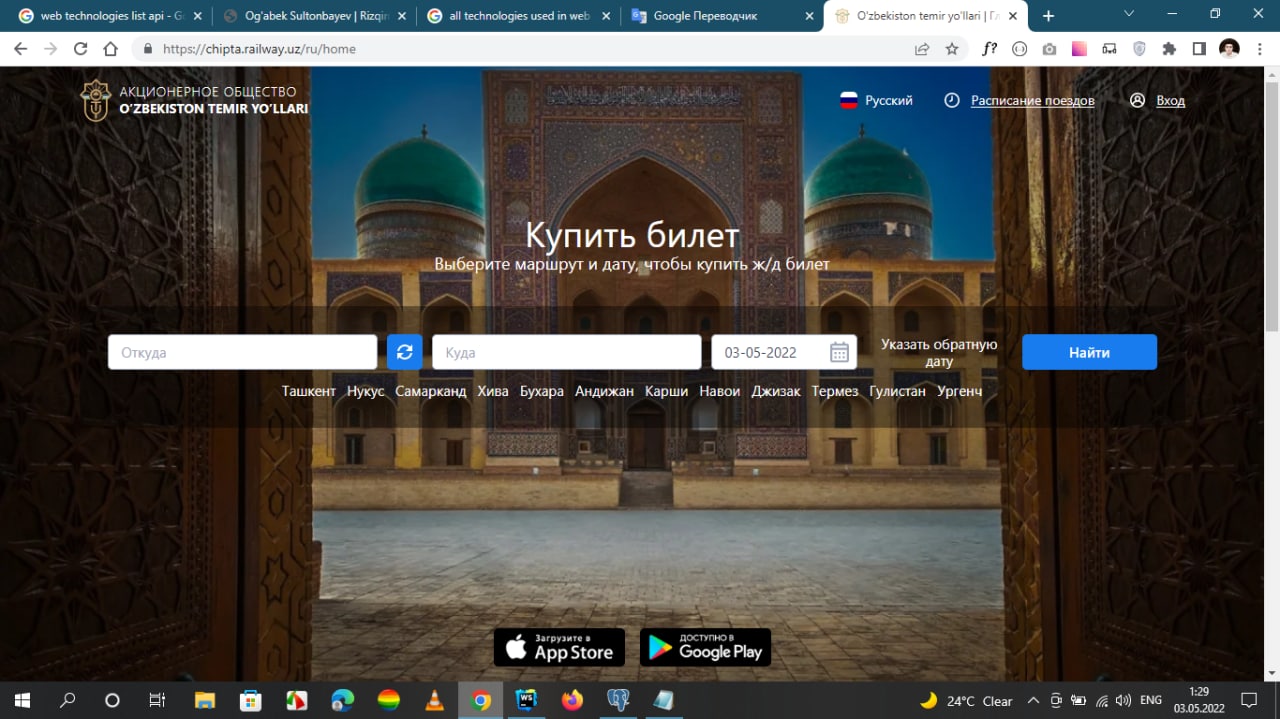 web technologies list api - G
Og'abek Sultonbayev | Rizqin
all technologies used in web
Google Переводчик
O'zbekiston temir yo'llari | Гл
https://chipta.railway.uz/ru/home
f?
АКЦИОНЕРНОЕ ОБЩЕСТВО
O'ZBEKISTON TEMIR YO'LLARI
Русский
Расписание поездов
Вход
Купить билет
Выберите маршрут и дату, чтобы купить ж/д билет
Откуда
Куда
03-05-2022
Указать обратную
дату
Найти
Ташкент Нукус Самарканд Хива Бухара Андижан Карши Навои Джизак Термез Гулистан Ургенч
Загрузите в
App Store
ДОСТУПНО В
Google Play
WS
24°C Clear
ENG
1:29
03.05.2022